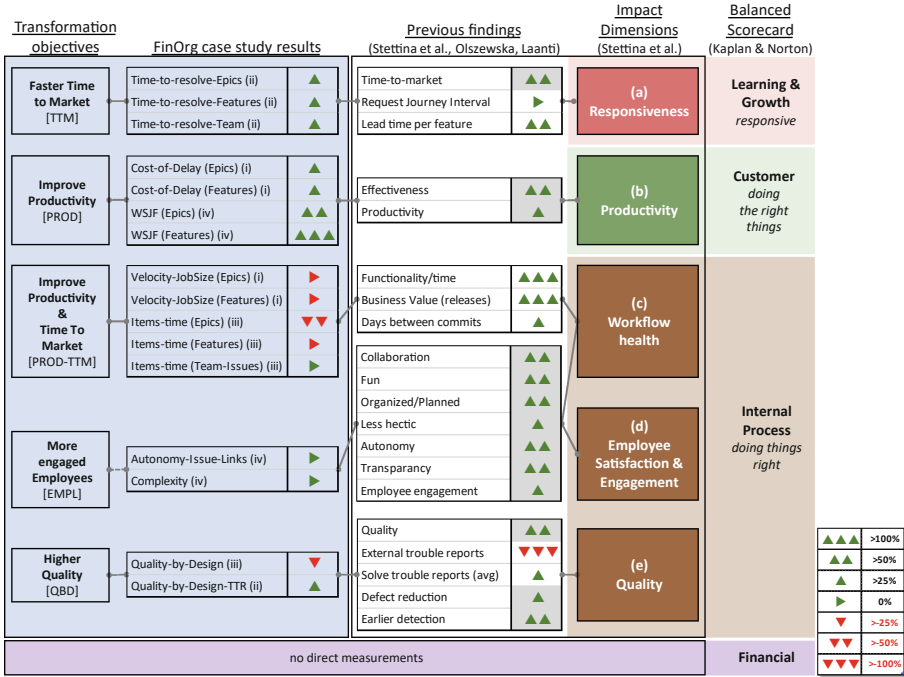 Transformation
objectives
FinOrg case study results
Previous findings
(Stettina et al., Olszewska, Laanti)
Impact
Dimensions
(Stettina et al.)
Balanced
Scorecard
(Kaplan & Norton)
Faster Time
to Market
[TTM]
Time-to-resolve-Epics (ii)
Time-to-resolve-Features (ii)
Time-to-resolve-Team (ii)
Time-to-market
Request Journey Interval
Lead time per feature
(a)
Responsiveness
Learning &
Growth
responsive
Improve
Productivity
[PROD]
Cost-of-Delay (Epics) (i)
Cost-of-Delay (Features) (i)
WSJF (Epics) (iv)
WSJF (Features) (iv)
Effectiveness
Productivity
(b)
Productivity
Customer
doing
the right
things
Improve
Productivity
&
Time To
Market
[PROD-TTM]
Velocity-JobSize (Epics) (i)
Velocity-JobSize (Features) (i)
Items-time (Epics) (iii)
Items-time (Features) (iii)
Items-time (Team-Issues) (iii)
Functionality/time
Business Value (releases)
Days between commits
(c)
Workflow
health
Collaboration
Fun
Organized/Planned
Less hectic
Autonomy
Transparancy
Employee engagement
(d)
Employee
Satisfaction &
Engagement
Internal
Process
doing things
right
More
engaged
Employees
[EMPL]
Autonomy-Issue-Links (iv)
Complexity (iv)
Higher
Quality
[QBD]
Quality-by-Design (iii)
Quality-by-Design-TTR (ii)
Quality
External trouble reports
Solve trouble reports (avg)
Defect reduction
Earlier detection
(e)
Quality
no direct measurements
Financial
>100%
>50%
>25%
0%
>-25%
>-50%
>-100%